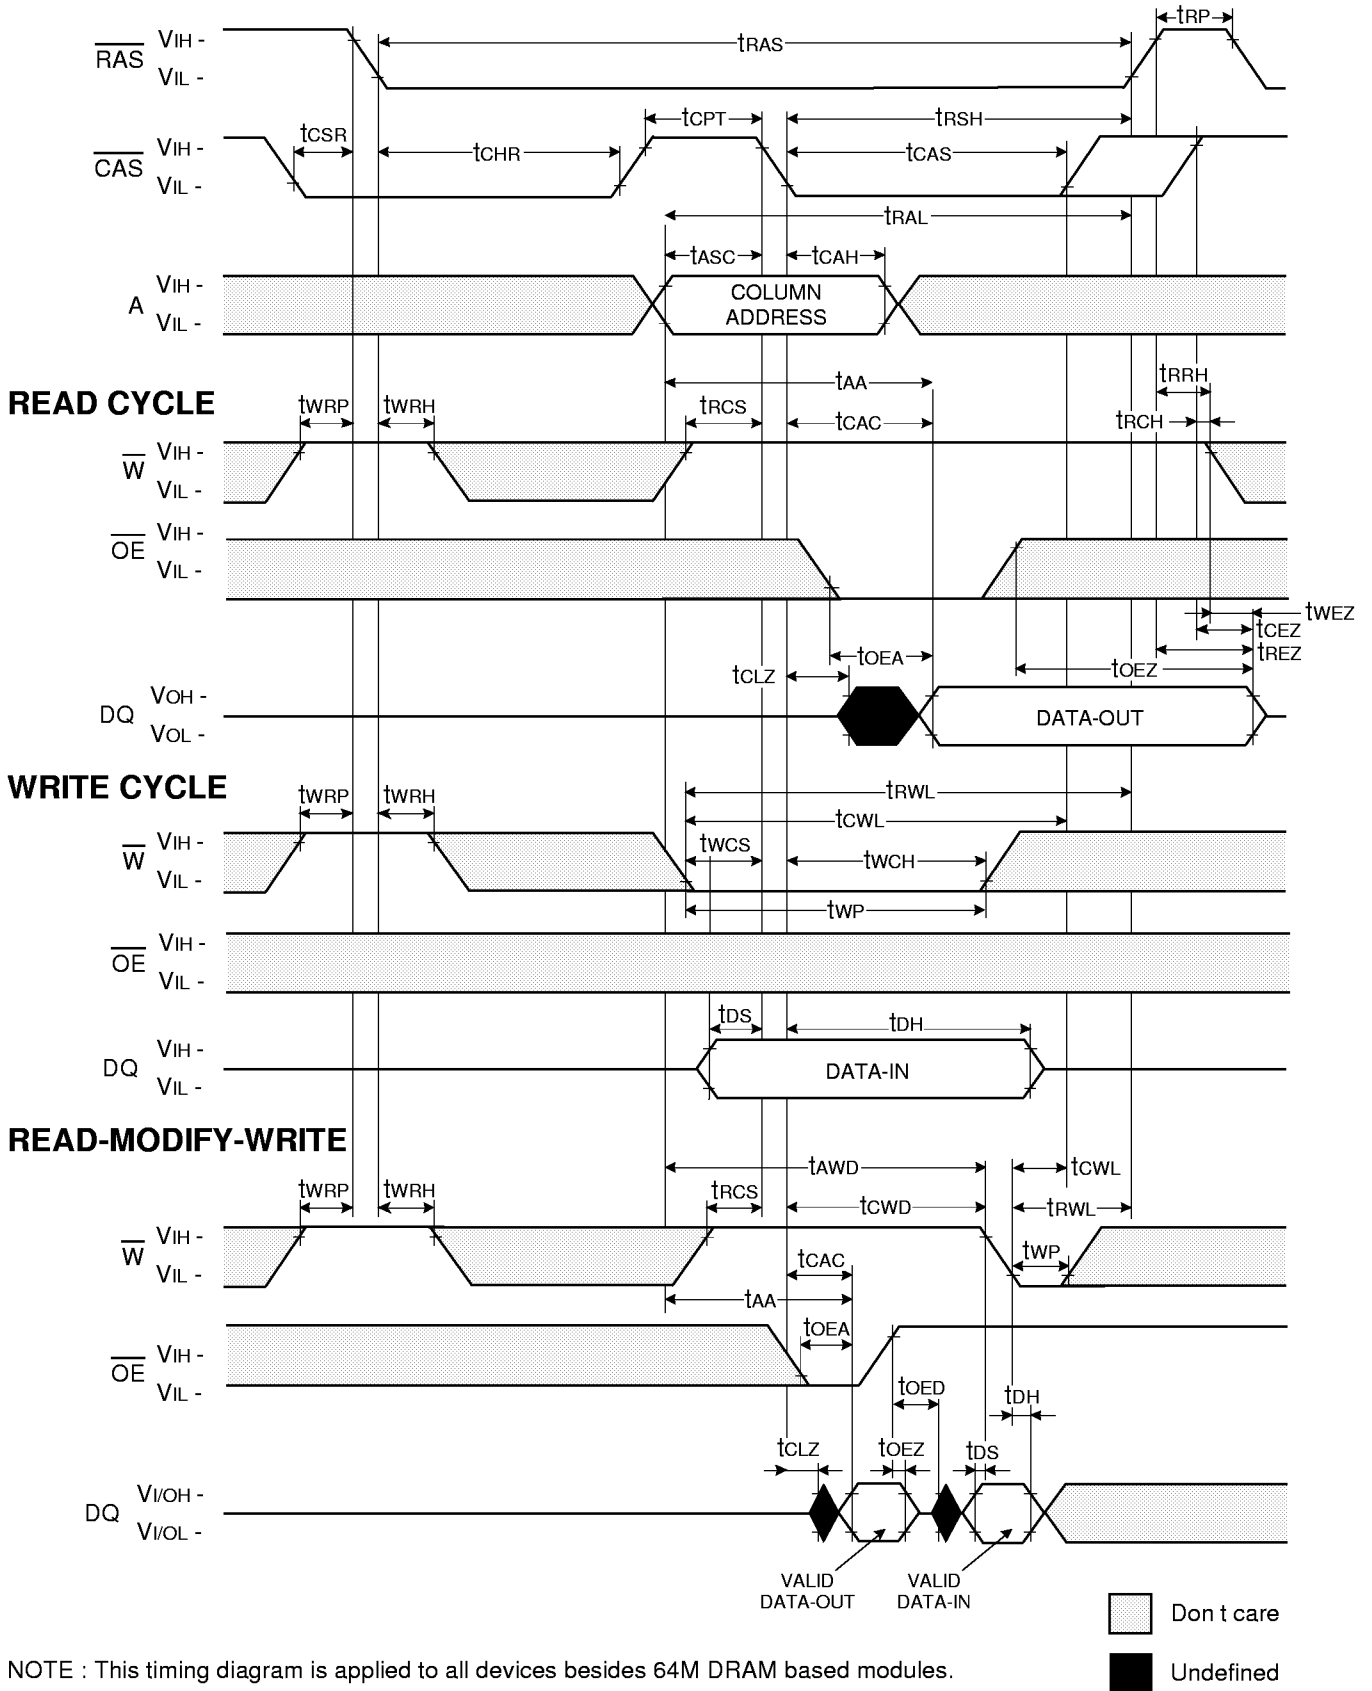 tRP
RAS VIH - tRAS
VIL -
tCPT tRSH
tCSR
CAS VIH - tCHR tCAS
VIL -
tRAL
tASC tCAH
A VIH - COLUMN
VIL - ADDRESS
tRRH
tAA
READ CYCLE tWRP tWRH tRCS tCAC tRCH
W VIH -
VIL -
OE VIH -
VIL -
tWEZ
tCEZ
tREZ
tOEA tOEZ
tCLZ
DQ VOH - DATA-OUT
VOL -
WRITE CYCLE tWRP tWRH tRWL
tCWL
W VIH - tWCS tWCH
VIL -
tWP
OE VIH -
VIL -
tDS tDH
DQ VIH - DATA-IN
VIL -
READ-MODIFY-WRITE
tAWD tCWL
tWRP tWRH tRCS tCWD tRWL
W VIH - tWP
VIL - tCAC
tAA
tOEA
OE VIH -
VIL -
tOED tDH
tCLZ tOEZ tDS
DQ VI/OH -
VI/OL -
VALID VALID
DATA-OUT DATA-IN
Don t care
NOTE : This timing diagram is applied to all devices besides 64M DRAM based modules.
Undefined